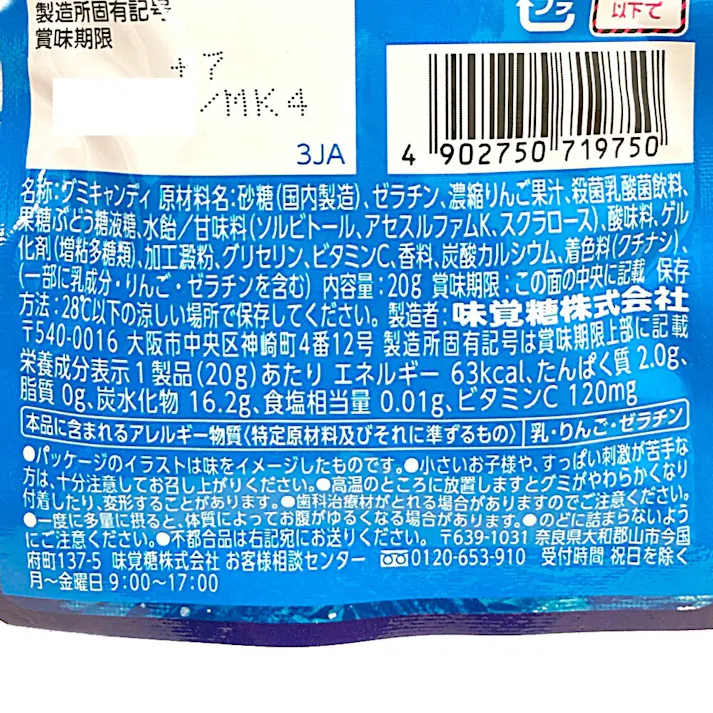 製造所固有記号
賞味期限
プラ
以下で
+7
/MK4
3JA
4 902750 719750
名称:グミキャンディ 原材料名:砂糖(国内製造)、ゼラチン、濃縮りんご果汁、殺菌乳酸菌飲料、
果糖ぶどう糖液糖、水飴/甘味料(ソルビトール、アセスルファムK、スクラロース)、酸味料、ゲル
化剤(増粘多糖類)、加工澱粉、グリセリン、ビタミンC、香料、炭酸カルシウム、着色料(クチナシ)、
(一部に乳成分・りんご・ゼラチンを含む) 内容量:20g 賞味期限:この面の中央に記載 保存
方法:28℃以下の涼しい場所で保存してください。 製造者:味覚糖株式会社
〒540-0016 大阪市中央区神崎町4番12号 製造所固有記号は賞味期限上部に記載
栄養成分表示 1製品(20g)あたり エネルギー 63kcal、たんぱく質 2.0g、
脂質 0g、炭水化物 16.2g、食塩相当量 0.01g、ビタミンC 120mg
本品に含まれるアレルギー物質〈特定原材料及びそれに準ずるもの〉 乳・りんご・ゼラチン
●パッケージのイラストは味をイメージしたものです。●小さいお子様や、すっぱい刺激が苦手な
方は、十分注意してお召し上がりください。●高温のところに放置しますとグミがやわらかくなり
付着したり、変形することがあります。●歯科治療材がとれる場合がありますのでご注意ください。
●一度に多量に摂ると、体質によってお腹がゆるくなる場合があります。●のどに詰まらないよう
にご注意ください。●不都合品は右記宛にお送りください。 〒639-1031 奈良県大和郡山市今国
府町137-5 味覚糖株式会社 お客様相談センター 0120-653-910 受付時間 祝日を除く
月〜金曜日 9:00〜17:00